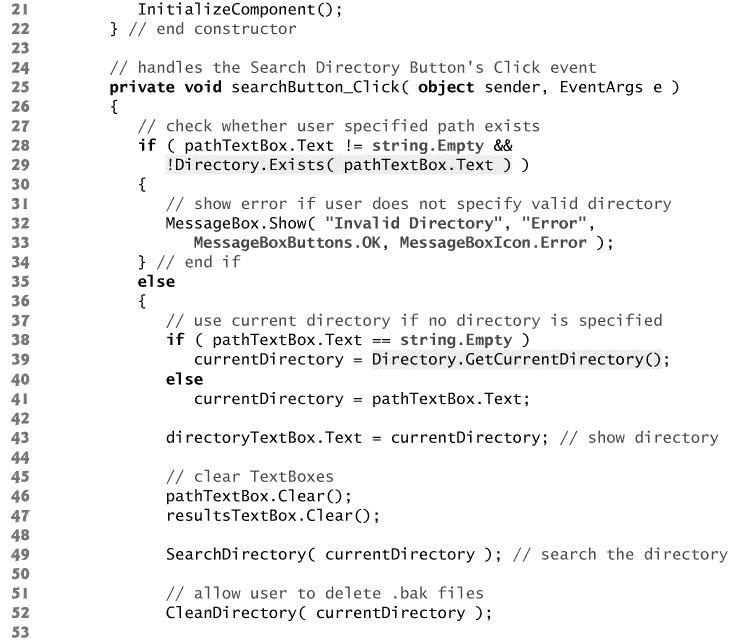 21 InitializeComponent();
22 } // end constructor
23
24 // handles the Search Directory Button's Click event
25 private void searchButton_Click( object sender, EventArgs e )
26 {
27 // check whether user specified path exists
28 if ( pathTextBox.Text != string.Empty &&
29 !Directory.Exists( pathTextBox.Text ) )
30 {
31 // show error if user does not specify valid directory
32 MessageBox.Show( "Invalid Directory", "Error",
33 MessageBoxButtons.OK, MessageBoxIcon.Error );
34 } // end if
35 else
36 {
37 // use current directory if no directory is specified
38 if ( pathTextBox.Text == string.Empty )
39 currentDirectory = Directory.GetCurrentDirectory();
40 else
41 currentDirectory = pathTextBox.Text;
42
43 directoryTextBox.Text = currentDirectory; // show directory
44
45 // clear TextBoxes
46 pathTextBox.Clear();
47 resultsTextBox.Clear();
48
49 SearchDirectory( currentDirectory ); // search the directory
50
51 // allow user to delete .bak files
52 CleanDirectory( currentDirectory );
53